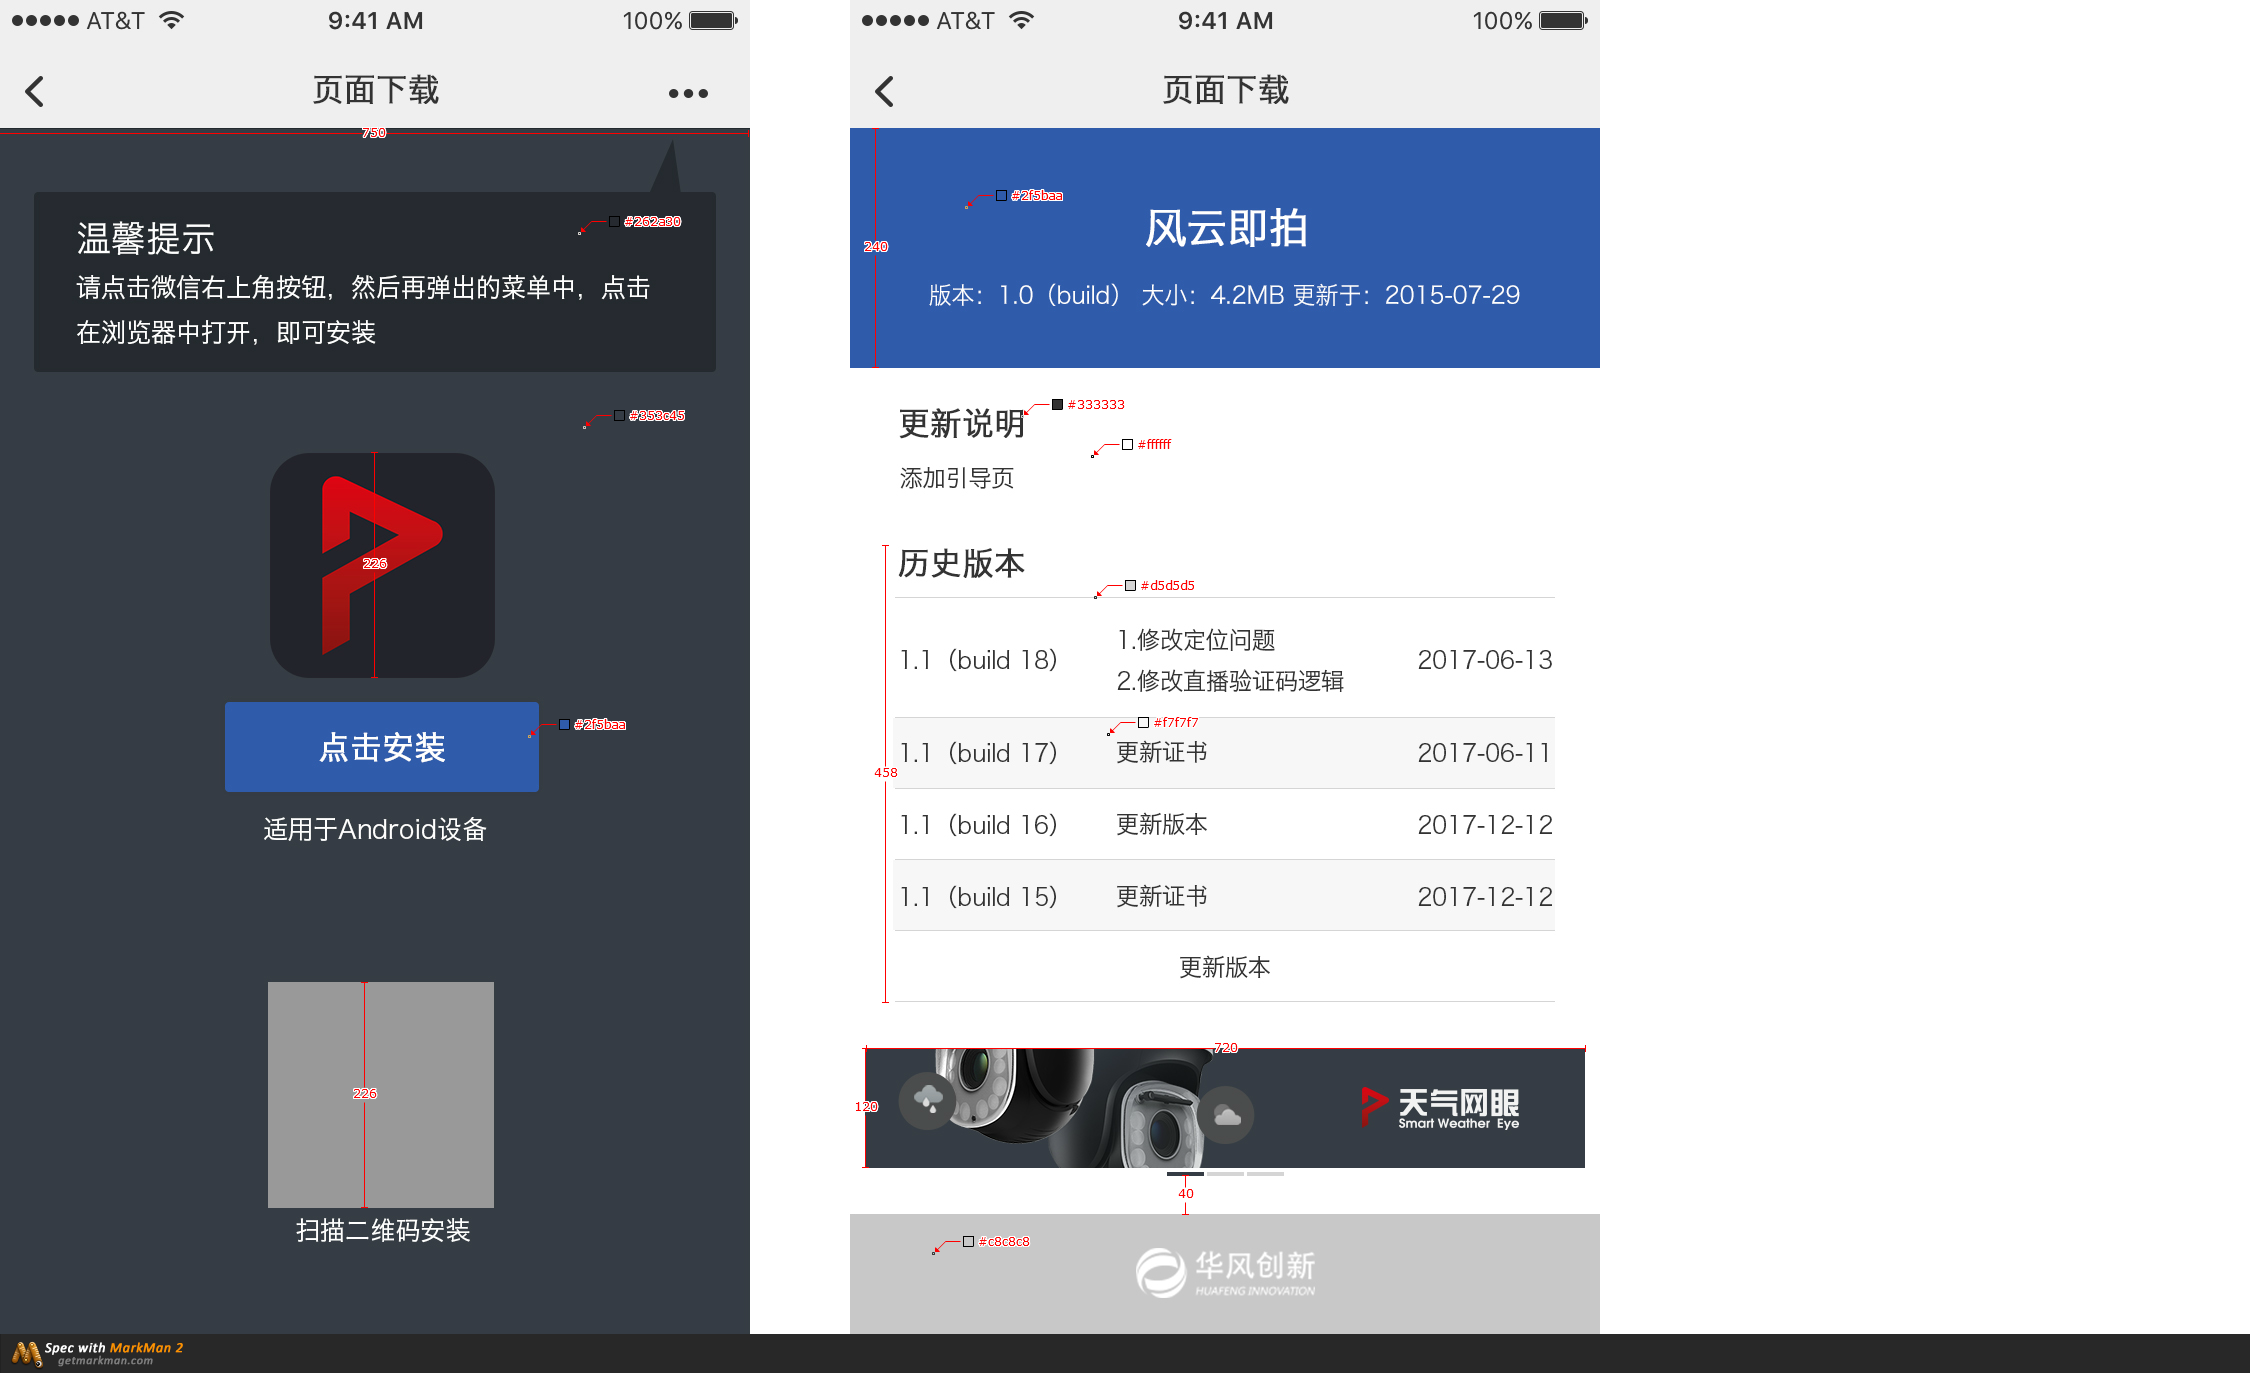 AT&T 9:41 AM 100%
页面下载
750
温馨提示
#262a30
请点击微信右上角按钮，然后再弹出的菜单中，点击
在浏览器中打开，即可安装
#353c45
226
点击安装
#2f5baa
适用于Android设备
226
扫描二维码安装
AT&T 9:41 AM 100%
页面下载
#2f5baa
240
风云即拍
版本：1.0（build） 大小：4.2MB 更新于：2015-07-29
更新说明
#333333
#ffffff
添加引导页
历史版本
#d5d5d5
1.1（build 18） 1.修改定位问题 2017-06-13
2.修改直播验证码逻辑
#f7f7f7
1.1（build 17） 更新证书 2017-06-11
458
1.1（build 16） 更新版本 2017-12-12
1.1（build 15） 更新证书 2017-12-12
更新版本
720
120
天气网眼
Smart Weather Eye
40
#c8c8c8
华风创新
HUAFENG INNOVATION
Spec with MarkMan 2
getmarkman.com